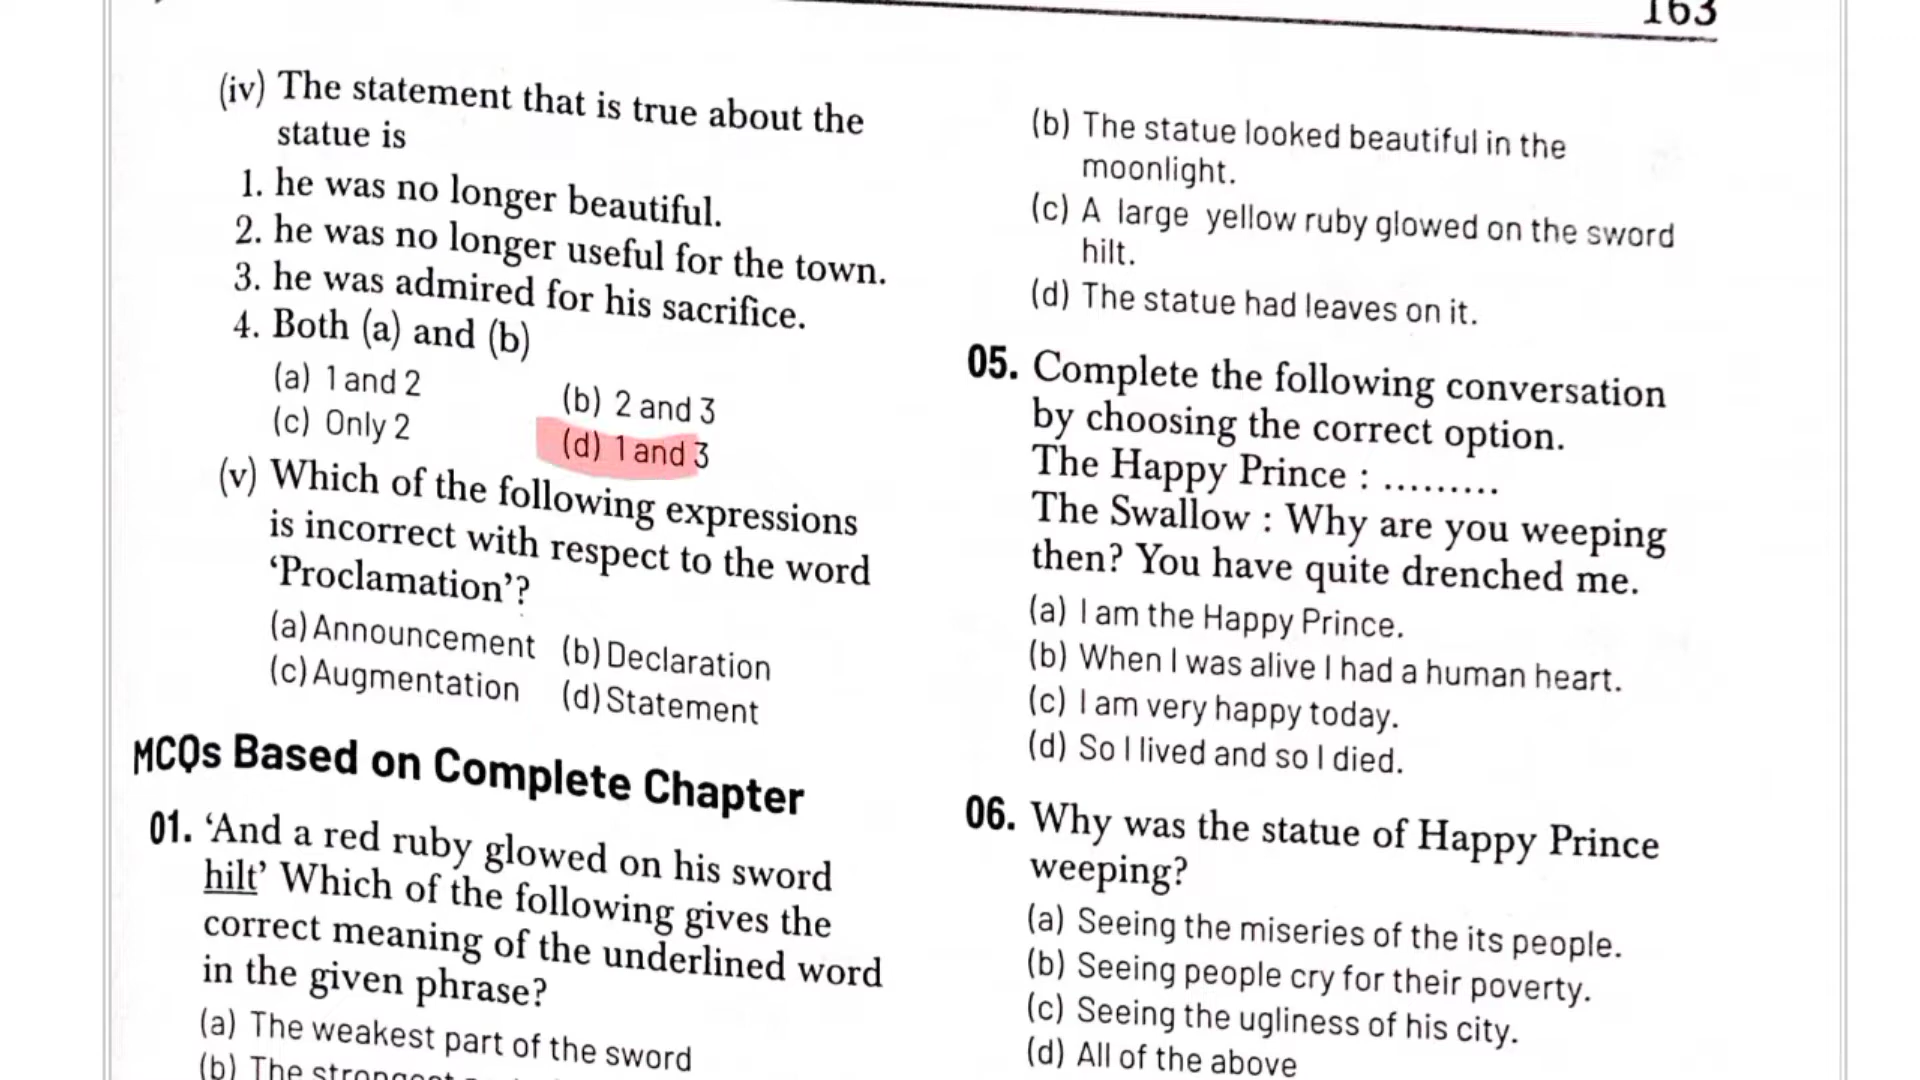 163
(iv) The statement that is true about the
statue is
1. he was no longer beautiful.
2. he was no longer useful for the town.
3. he was admired for his sacrifice.
4. Both (a) and (b)
(a) 1 and 2 (b) 2 and 3
(c) Only 2 (d) 1 and 3
(v) Which of the following expressions
is incorrect with respect to the word
‘Proclamation’?
(a) Announcement (b) Declaration
(c) Augmentation (d) Statement
MCQs Based on Complete Chapter
01. ‘And a red ruby glowed on his sword
hilt’ Which of the following gives the
correct meaning of the underlined word
in the given phrase?
(a) The weakest part of the sword
(b) The strongest
(b) The statue looked beautiful in the
moonlight.
(c) A large yellow ruby glowed on the sword
hilt.
(d) The statue had leaves on it.
05. Complete the following conversation
by choosing the correct option.
The Happy Prince : .........
The Swallow : Why are you weeping
then? You have quite drenched me.
(a) I am the Happy Prince.
(b) When I was alive I had a human heart.
(c) I am very happy today.
(d) So I lived and so I died.
06. Why was the statue of Happy Prince
weeping?
(a) Seeing the miseries of the its people.
(b) Seeing people cry for their poverty.
(c) Seeing the ugliness of his city.
(d) All of the above